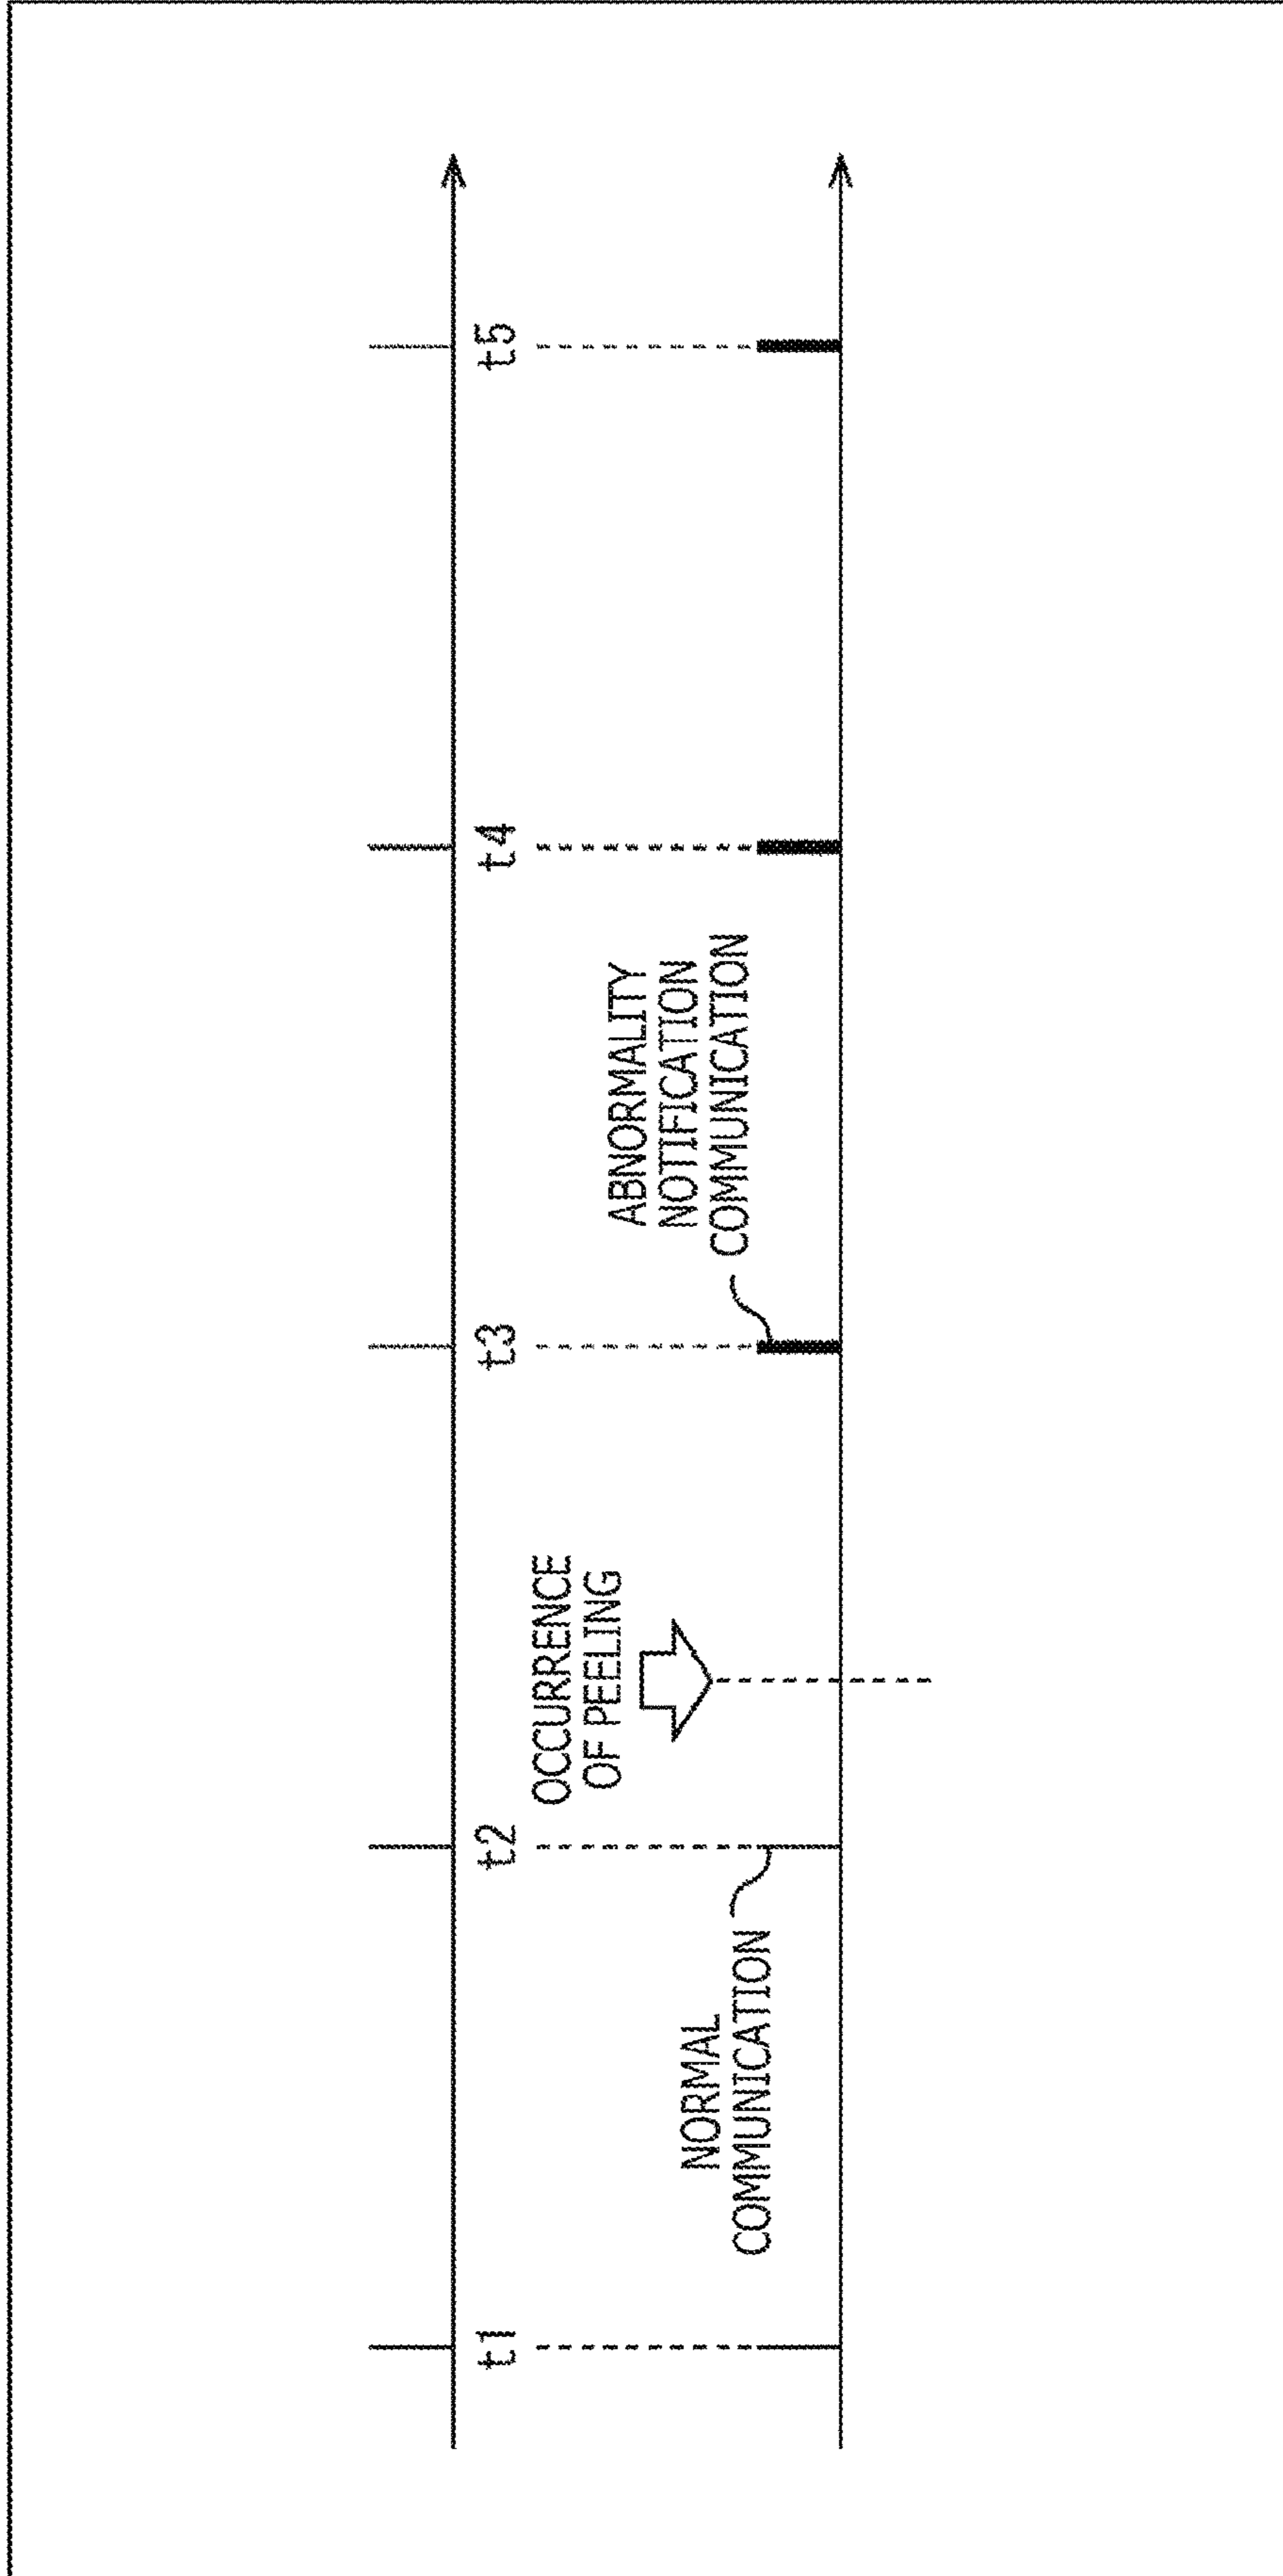 t1
t2
t3
t4
t5
OCCURRENCE
OF PEELING
ABNORMALITY
NOTIFICATION
COMMUNICATION
NORMAL
COMMUNICATION